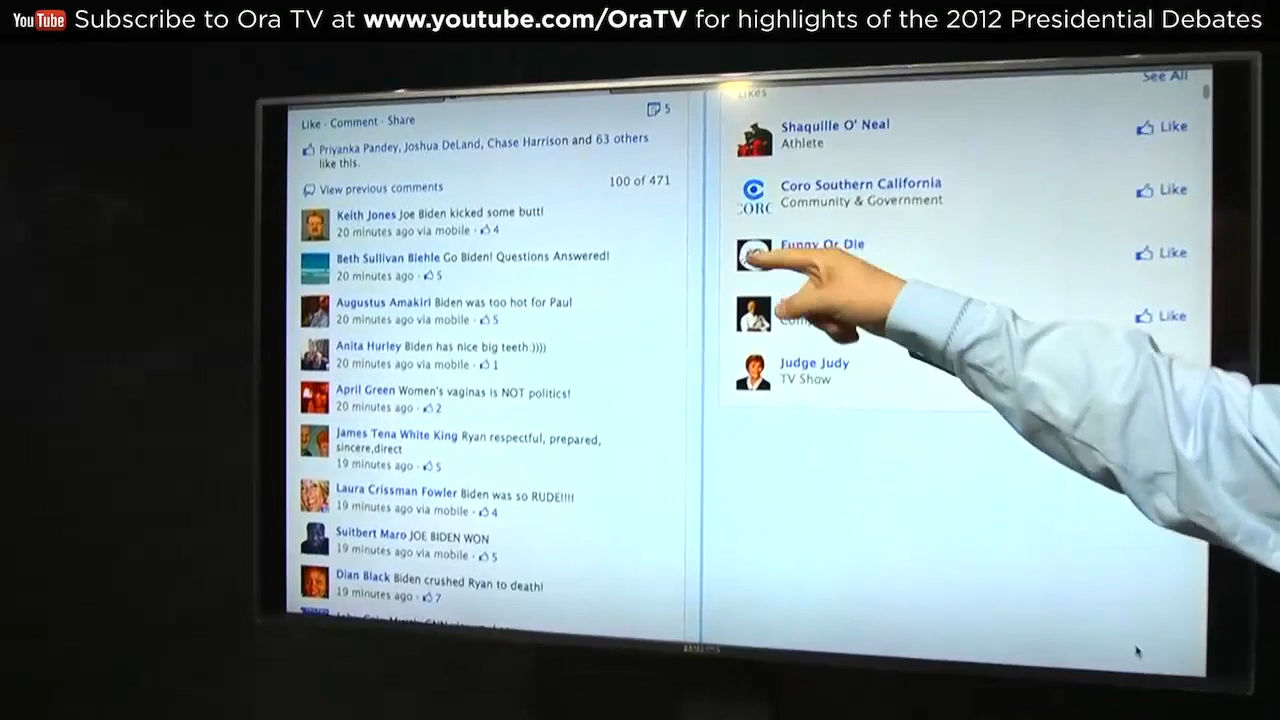 YouTube Subscribe to Ora TV at www.youtube.com/OraTV for highlights of the 2012 Presidential Debates
Like · Comment · Share
5
Priyanka Pandey, Joshua DeLand, Chase Harrison and 63 others
like this.
View previous comments
100 of 471
Keith Jones Joe Biden kicked some butt!
20 minutes ago via mobile · 4
Beth Sullivan Biehle Go Biden! Questions Answered!
20 minutes ago · 5
Augustus Amakiri Biden was too hot for Paul
20 minutes ago via mobile · 5
Anita Hurley Biden has nice big teeth:))))
20 minutes ago via mobile · 1
April Green Women's vaginas is NOT politics!
20 minutes ago · 2
James Tena White King Ryan respectful, prepared,
sincere,direct
19 minutes ago · 5
Laura Crissman Fowler Biden was so RUDE!!!!
19 minutes ago via mobile · 4
Suitbert Maro JOE BIDEN WON
19 minutes ago via mobile · 5
Dian Black Biden crushed Ryan to death!
19 minutes ago · 7
See All
Likes
Shaquille O' Neal
Athlete
Like
Coro Southern California
Community & Government
Like
CORO
Funny Or Die
Like
Like
Judge Judy
TV Show
SAMSUNG